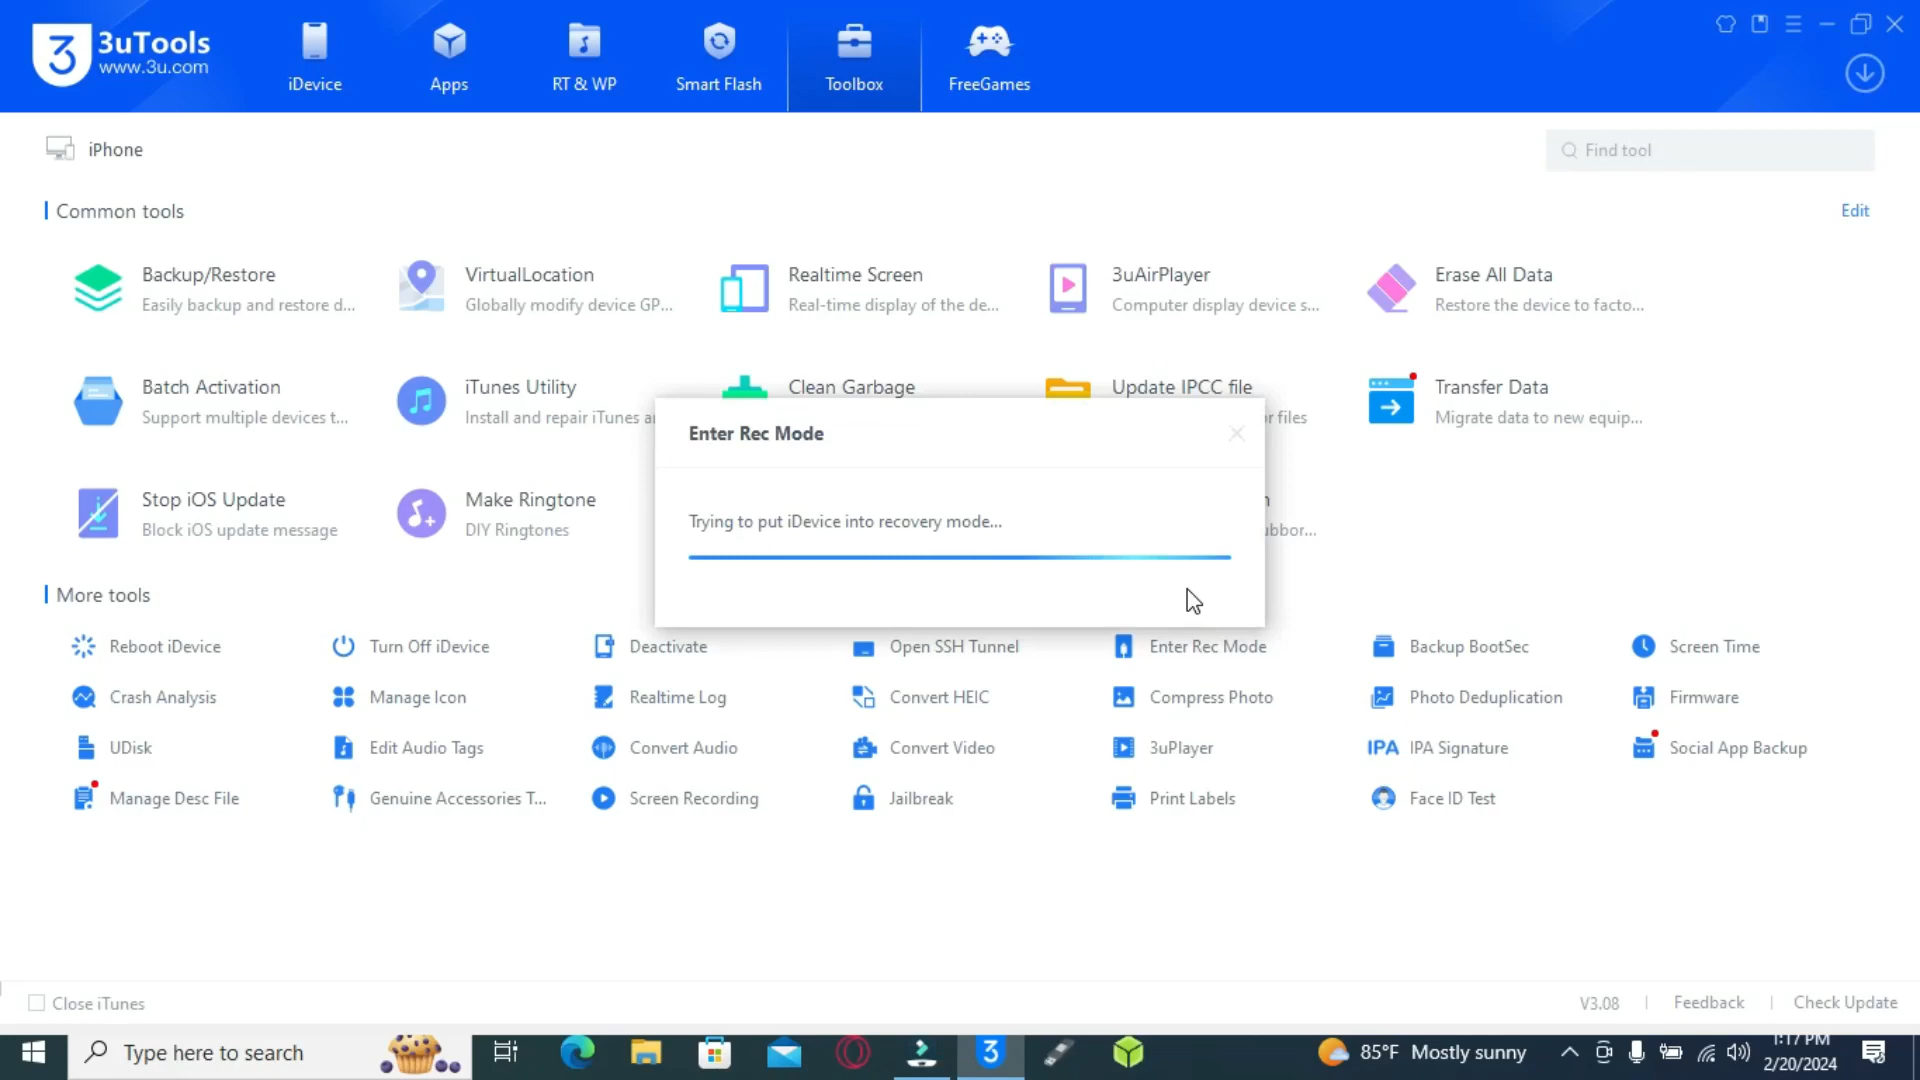 3 3uTools
www.3u.com
iDevice
Apps
RT & WP
Smart Flash
Toolbox
FreeGames
iPhone
Find tool
Common tools
Edit
Backup/Restore
Easily backup and restore d...
VirtualLocation
Globally modify device GP...
Realtime Screen
Real-time display of the de...
3uAirPlayer
Computer display device s...
Erase All Data
Restore the device to facto...
Batch Activation
Support multiple devices t...
iTunes Utility
Install and repair iTunes a
Clean Garbage
Update IPCC file
r files
Transfer Data
Migrate data to new equip...
Enter Rec Mode
Trying to put iDevice into recovery mode...
Stop iOS Update
Block iOS update message
Make Ringtone
DIY Ringtones
bbor...
More tools
Reboot iDevice
Turn Off iDevice
Deactivate
Open SSH Tunnel
Enter Rec Mode
Backup BootSec
Screen Time
Crash Analysis
Manage Icon
Realtime Log
Convert HEIC
Compress Photo
Photo Deduplication
Firmware
UDisk
Edit Audio Tags
Convert Audio
Convert Video
3uPlayer
IPA IPA Signature
Social App Backup
Manage Desc File
Genuine Accessories T...
Screen Recording
Jailbreak
Print Labels
Face ID Test
Close iTunes
V3.08
Feedback
Check Update
Type here to search
3
85°F Mostly sunny
1:17 PM
2/20/2024